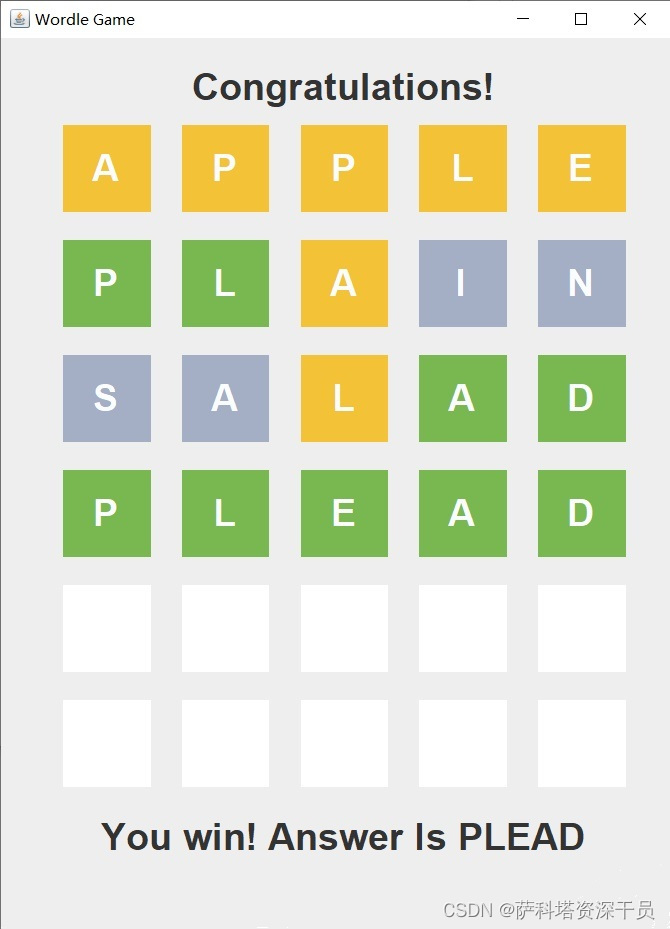 Wordle Game
Congratulations!
A P P L E
P L A I N
S A L A D
P L E A D
You win! Answer Is PLEAD
CSDN @萨科塔资深干员